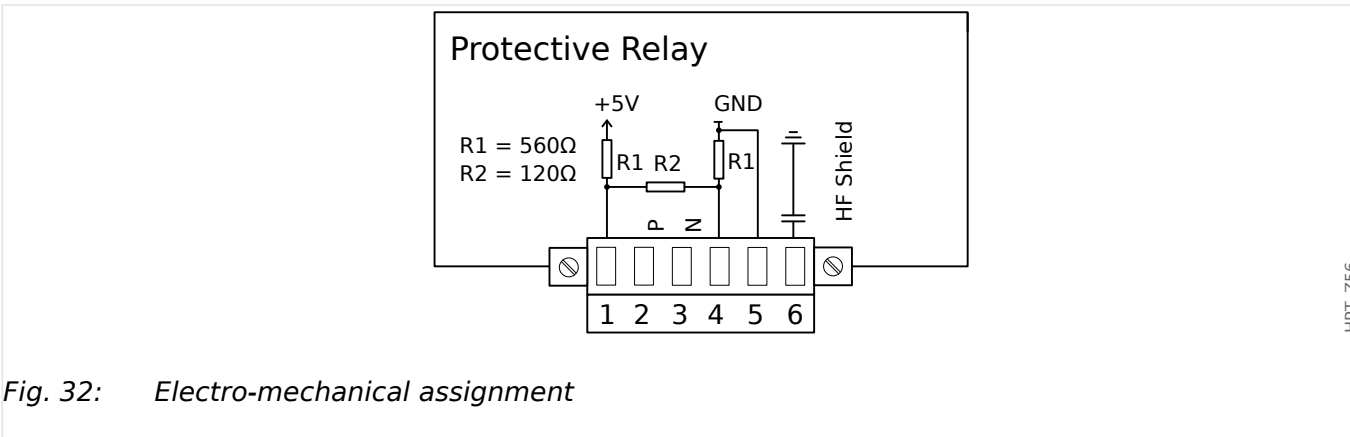 Protective Relay
+5V
GND
R1 = 560Ω
R2 = 120Ω
R1
R2
R1
HF Shield
P
N
1 2 3 4 5 6
Fig. 32: Electro-mechanical assignment